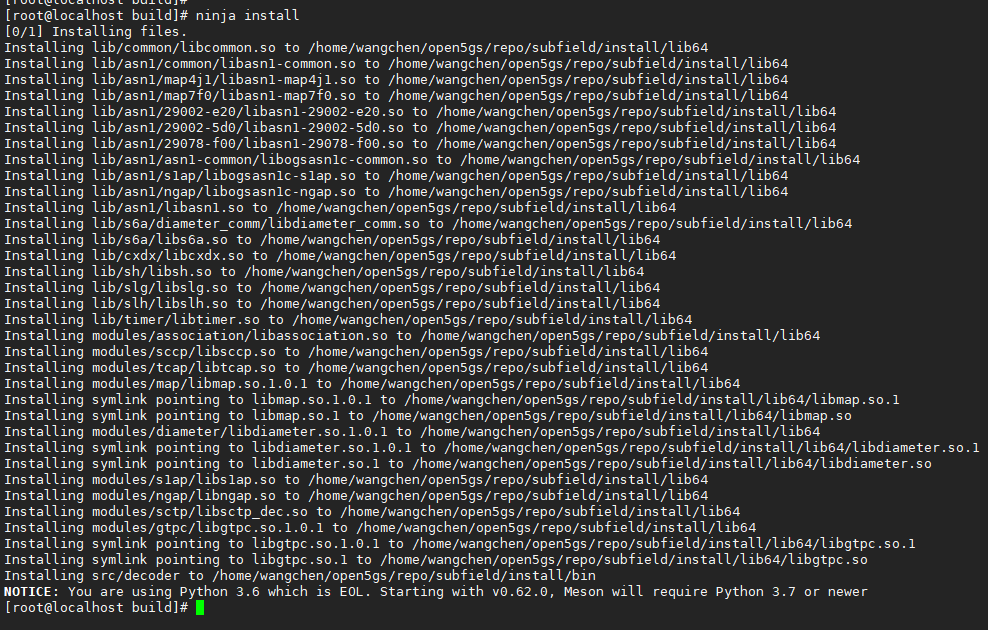 [root@localhost build]#
[root@localhost build]# ninja install
[0/1] Installing files.
Installing lib/common/libcommon.so to /home/wangchen/open5gs/repo/subfield/install/lib64
Installing lib/asn1/common/libasn1-common.so to /home/wangchen/open5gs/repo/subfield/install/lib64
Installing lib/asn1/map4j1/libasn1-map4j1.so to /home/wangchen/open5gs/repo/subfield/install/lib64
Installing lib/asn1/map7f0/libasn1-map7f0.so to /home/wangchen/open5gs/repo/subfield/install/lib64
Installing lib/asn1/29002-e20/libasn1-29002-e20.so to /home/wangchen/open5gs/repo/subfield/install/lib64
Installing lib/asn1/29002-5d0/libasn1-29002-5d0.so to /home/wangchen/open5gs/repo/subfield/install/lib64
Installing lib/asn1/29078-f00/libasn1-29078-f00.so to /home/wangchen/open5gs/repo/subfield/install/lib64
Installing lib/asn1/asn1-common/libogsasn1c-common.so to /home/wangchen/open5gs/repo/subfield/install/lib64
Installing lib/asn1/s1ap/libogsasn1c-s1ap.so to /home/wangchen/open5gs/repo/subfield/install/lib64
Installing lib/asn1/ngap/libogsasn1c-ngap.so to /home/wangchen/open5gs/repo/subfield/install/lib64
Installing lib/asn1/libasn1.so to /home/wangchen/open5gs/repo/subfield/install/lib64
Installing lib/s6a/diameter_comm/libdiameter_comm.so to /home/wangchen/open5gs/repo/subfield/install/lib64
Installing lib/s6a/libs6a.so to /home/wangchen/open5gs/repo/subfield/install/lib64
Installing lib/cxdx/libcxdx.so to /home/wangchen/open5gs/repo/subfield/install/lib64
Installing lib/sh/libsh.so to /home/wangchen/open5gs/repo/subfield/install/lib64
Installing lib/slg/libslg.so to /home/wangchen/open5gs/repo/subfield/install/lib64
Installing lib/slh/libslh.so to /home/wangchen/open5gs/repo/subfield/install/lib64
Installing lib/timer/libtimer.so to /home/wangchen/open5gs/repo/subfield/install/lib64
Installing modules/association/libassociation.so to /home/wangchen/open5gs/repo/subfield/install/lib64
Installing modules/sccp/libsccp.so to /home/wangchen/open5gs/repo/subfield/install/lib64
Installing modules/tcap/libtcap.so to /home/wangchen/open5gs/repo/subfield/install/lib64
Installing modules/map/libmap.so.1.0.1 to /home/wangchen/open5gs/repo/subfield/install/lib64
Installing symlink pointing to libmap.so.1.0.1 to /home/wangchen/open5gs/repo/subfield/install/lib64/libmap.so.1
Installing symlink pointing to libmap.so.1 to /home/wangchen/open5gs/repo/subfield/install/lib64/libmap.so
Installing modules/diameter/libdiameter.so.1.0.1 to /home/wangchen/open5gs/repo/subfield/install/lib64
Installing symlink pointing to libdiameter.so.1.0.1 to /home/wangchen/open5gs/repo/subfield/install/lib64/libdiameter.so.1
Installing symlink pointing to libdiameter.so.1 to /home/wangchen/open5gs/repo/subfield/install/lib64/libdiameter.so
Installing modules/s1ap/libs1ap.so to /home/wangchen/open5gs/repo/subfield/install/lib64
Installing modules/ngap/libngap.so to /home/wangchen/open5gs/repo/subfield/install/lib64
Installing modules/sctp/libsctp_dec.so to /home/wangchen/open5gs/repo/subfield/install/lib64
Installing modules/gtpc/libgtpc.so.1.0.1 to /home/wangchen/open5gs/repo/subfield/install/lib64
Installing symlink pointing to libgtpc.so.1.0.1 to /home/wangchen/open5gs/repo/subfield/install/lib64/libgtpc.so.1
Installing symlink pointing to libgtpc.so.1 to /home/wangchen/open5gs/repo/subfield/install/lib64/libgtpc.so
Installing src/decoder to /home/wangchen/open5gs/repo/subfield/install/bin
NOTICE: You are using Python 3.6 which is EOL. Starting with v0.62.0, Meson will require Python 3.7 or newer
[root@localhost build]#